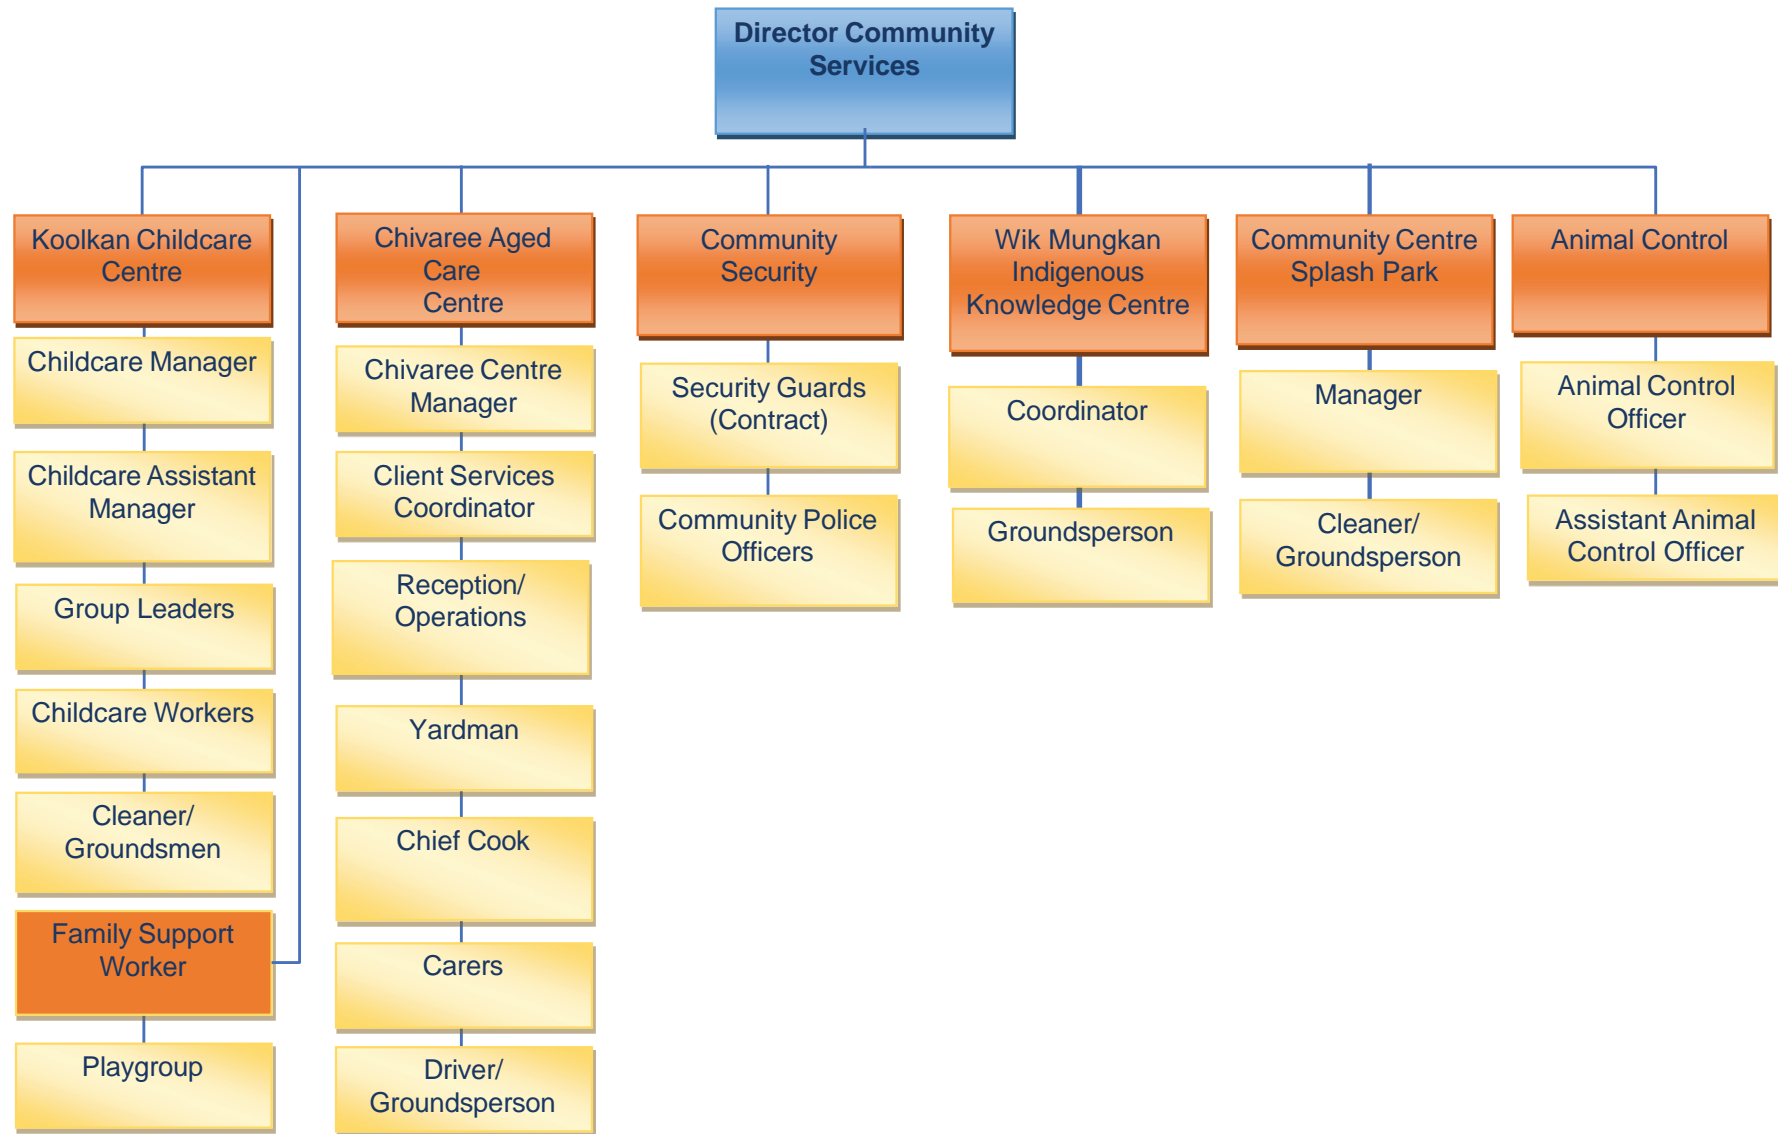 Director Community
Services
Koolkan Childcare
Centre
Childcare Manager
Childcare Assistant
Manager
Group Leaders
Childcare Workers
Cleaner/
Groundsmen
Family Support
Worker
Playgroup
Chivaree Aged
Care
Centre
Chivaree Centre
Manager
Client Services
Coordinator
Reception/
Operations
Yardman
Chief Cook
Carers
Driver/
Groundsperson
Community
Security
Security Guards
(Contract)
Community Police
Officers
Wik Mungkan
Indigenous
Knowledge Centre
Coordinator
Groundsperson
Community Centre
Splash Park
Manager
Cleaner/
Groundsperson
Animal Control
Animal Control
Officer
Assistant Animal
Control Officer